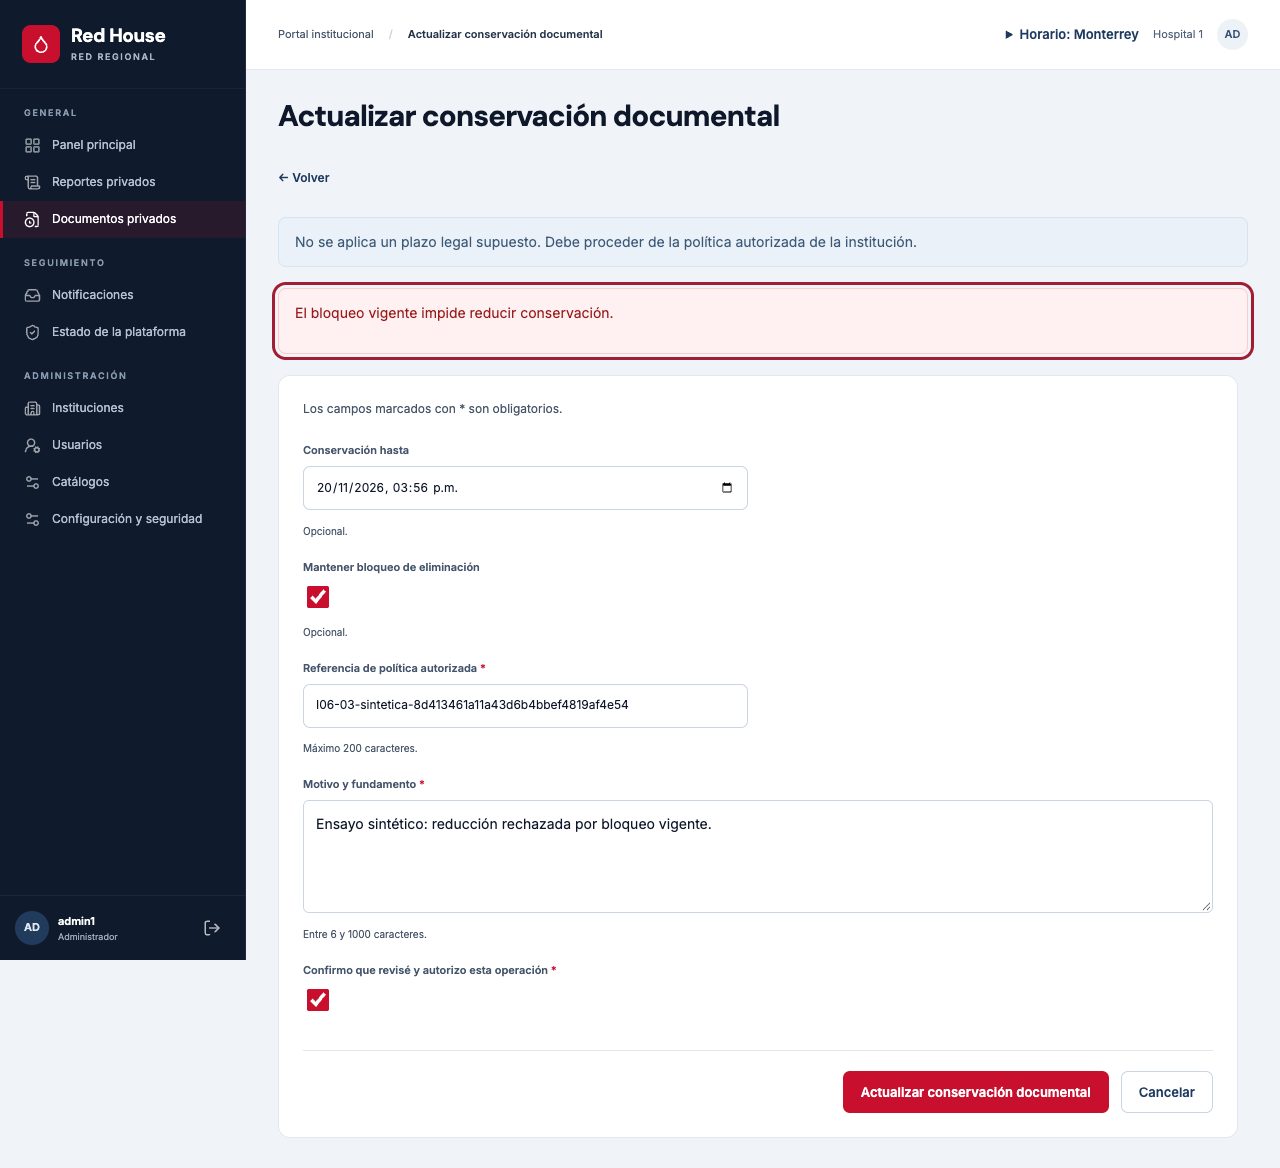 Red House
RED REGIONAL
GENERAL
Panel principal
Reportes privados
Documentos privados
SEGUIMIENTO
Notificaciones
Estado de la plataforma
ADMINISTRACIÓN
Instituciones
Usuarios
Catálogos
Configuración y seguridad
AD
admin1
Administrador
Portal institucional / Actualizar conservación documental
▶ Horario: Monterrey Hospital 1 AD
Actualizar conservación documental
← Volver
No se aplica un plazo legal supuesto. Debe proceder de la política autorizada de la institución.
El bloqueo vigente impide reducir conservación.
Los campos marcados con * son obligatorios.
Conservación hasta
20/11/2026, 03:56 p.m.
Opcional.
Mantener bloqueo de eliminación
Opcional.
Referencia de política autorizada *
I06-03-sintetica-8d413461a11a43d6b4bbef4819af4e54
Máximo 200 caracteres.
Motivo y fundamento *
Ensayo sintético: reducción rechazada por bloqueo vigente.
Entre 6 y 1000 caracteres.
Confirmo que revisé y autorizo esta operación *
Actualizar conservación documental
Cancelar